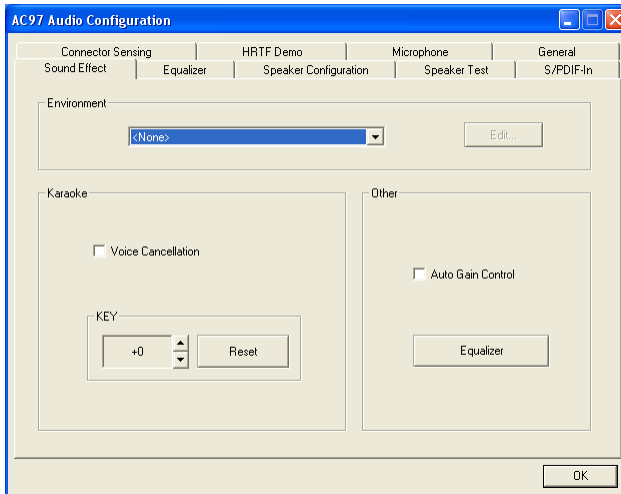 AC97 Audio Configuration
Connector Sensing HRTF Demo Microphone General
Sound Effect Equalizer Speaker Configuration Speaker Test S/PDIF-In
Environment
<None> Edit...
Karaoke Other
Voice Cancellation
Auto Gain Control
KEY
+0 Reset Equalizer
OK